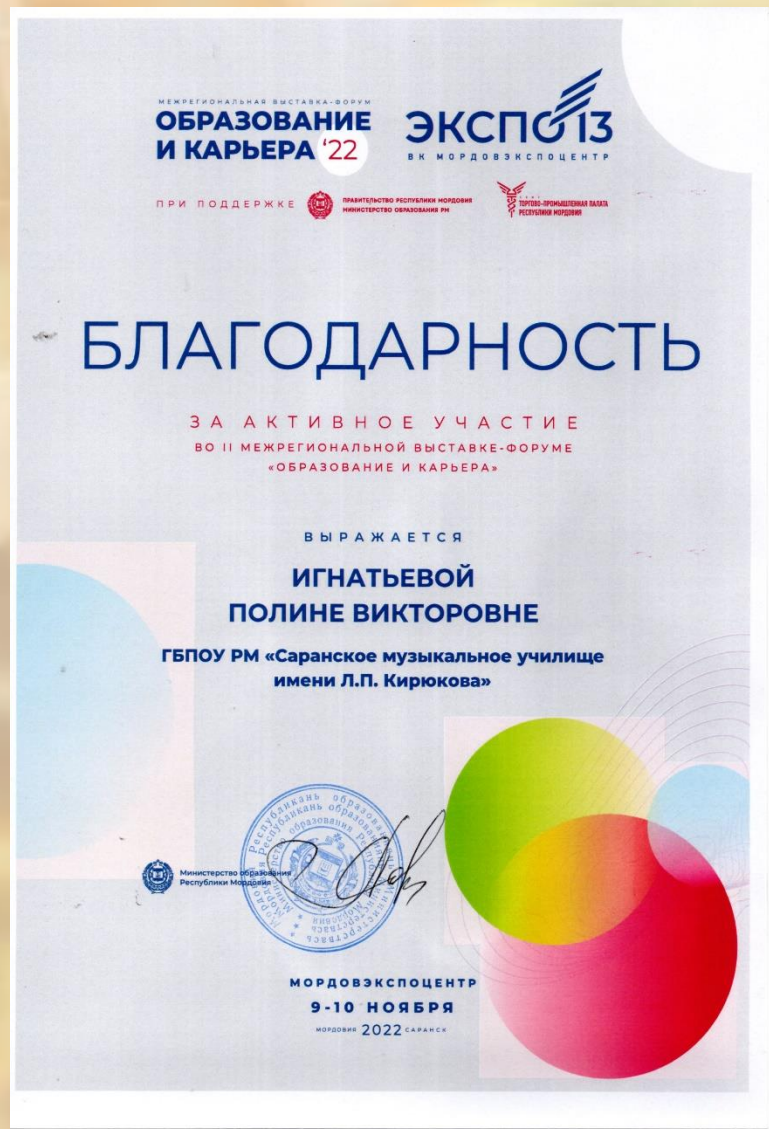 МЕЖРЕГИОНАЛЬНАЯ ВЫСТАВКА-ФОРУМ
ОБРАЗОВАНИЕ
И КАРЬЕРА '22
ЭКСПО 13
ВК МОРДОВЭКСПОЦЕНТР
ПРИ ПОДДЕРЖКЕ
ПРАВИТЕЛЬСТВО РЕСПУБЛИКИ МОРДОВИЯ
МИНИСТЕРСТВО ОБРАЗОВАНИЯ РМ
ТОРГОВО-ПРОМЫШЛЕННАЯ ПАЛАТА
РЕСПУБЛИКИ МОРДОВИЯ
БЛАГОДАРНОСТЬ
ЗА АКТИВНОЕ УЧАСТИЕ
ВО II МЕЖРЕГИОНАЛЬНОЙ ВЫСТАВКЕ-ФОРУМЕ
«ОБРАЗОВАНИЕ И КАРЬЕРА»
ВЫРАЖАЕТСЯ
ИГНАТЬЕВОЙ
ПОЛИНЕ ВИКТОРОВНЕ
ГБПОУ РМ «Саранское музыкальное училище
имени Л.П. Кирюкова»
Министерство образования
Республики Мордовия
МОРДОВЭКСПОЦЕНТР
9-10 НОЯБРЯ
МОРДОВИЯ 2022 САРАНСК